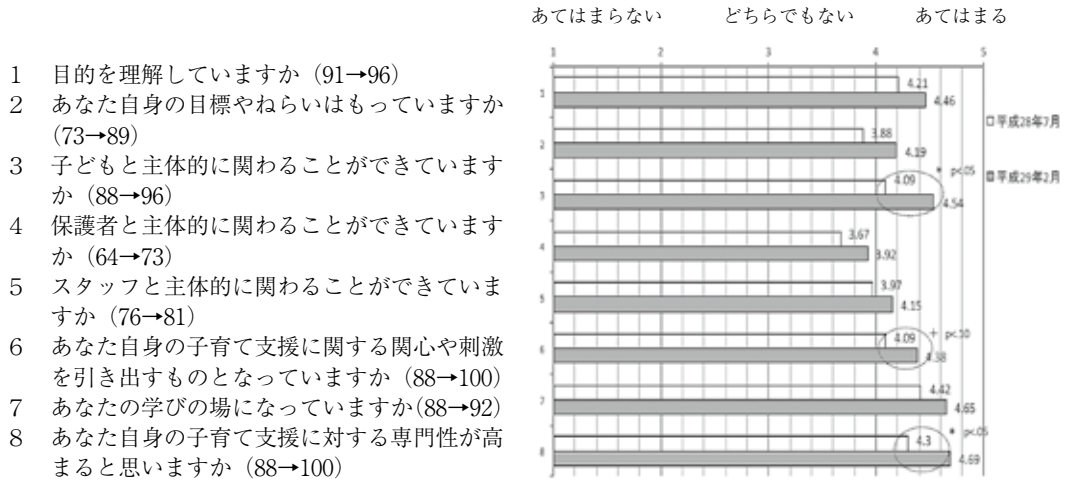 あてはまらない どちらでもない あてはまる
1 2 3 4 5
1 目的を理解していますか（91→96）
2 あなた自身の目標やねらいはもっていますか
（73→89）
3 子どもと主体的に関わることができています
か（88→96）
4 保護者と主体的に関わることができています
か（64→73）
5 スタッフと主体的に関わることができていま
すか（76→81）
6 あなた自身の子育て支援に関する関心や刺激
を引き出すものとなっていますか（88→100）
7 あなたの学びの場になっていますか（88→92）
8 あなた自身の子育て支援に対する専門性が高
まると思いますか（88→100）
1 4.21
4.46
2 3.88
4.19
3 4.09 * p<.05
4.54
4 3.67
3.92
5 3.97
4.15
6 4.09 + p<.10
4.38
7 4.42
4.65
8 4.3 * p<.05
4.69
□平成28年7月
■平成29年2月